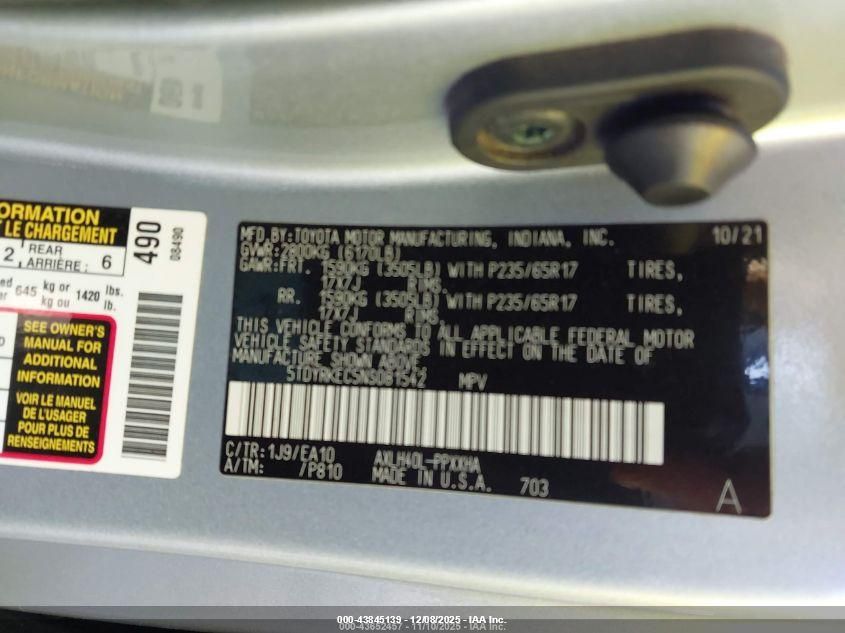 FORMATION
T LE CHARGEMENT
2 REAR ARRIÈRE: 6
645 kg or kg ou 1420 lbs. lb.
SEE OWNER'S
MANUAL FOR
ADDITIONAL
INFORMATION
VOIR LE MANUEL
DE L'USAGER
POUR PLUS DE
RENSEIGNEMENTS
490
08490
MFD.BY:TOYOTA MOTOR MANUFACTURING, INDIANA, INC. 10/21
GVWR:2800KG (6170LB)
GAWR:FRT. 1590KG (3505LB) WITH P235/65R17 TIRES,
17X7J RIMS.
RR. 1590KG (3505LB) WITH P235/65R17 TIRES,
17X7J RIMS.
THIS VEHICLE CONFORMS TO ALL APPLICABLE FEDERAL MOTOR
VEHICLE SAFETY STANDARDS IN EFFECT ON THE DATE OF
MANUFACTURE SHOWN ABOVE.
5TDYRKEC5NS081542 MPV
C/TR:1J9/EA10 AXLH40L-PPXXHA
A/TM: /P810 MADE IN U.S.A. 703
A
000-43845139 - 12/08/2025 - IAA Inc.
000-43652457 - 11/10/2025 - IAA Inc.